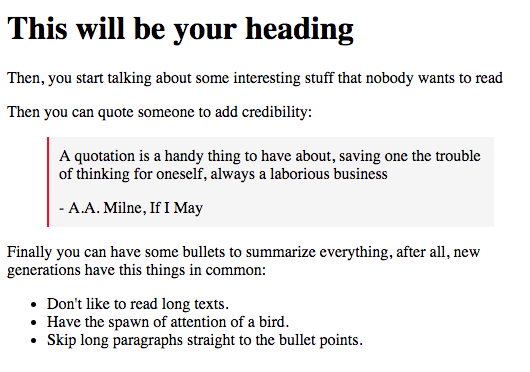 This will be your heading
Then, you start talking about some interesting stuff that nobody wants to read
Then you can quote someone to add credibility:
A quotation is a handy thing to have about, saving one the trouble
of thinking for oneself, always a laborious business
- A.A. Milne, If I May
Finally you can have some bullets to summarize everything, after all, new
generations have this things in common:
• Don't like to read long texts.
• Have the spawn of attention of a bird.
• Skip long paragraphs straight to the bullet points.